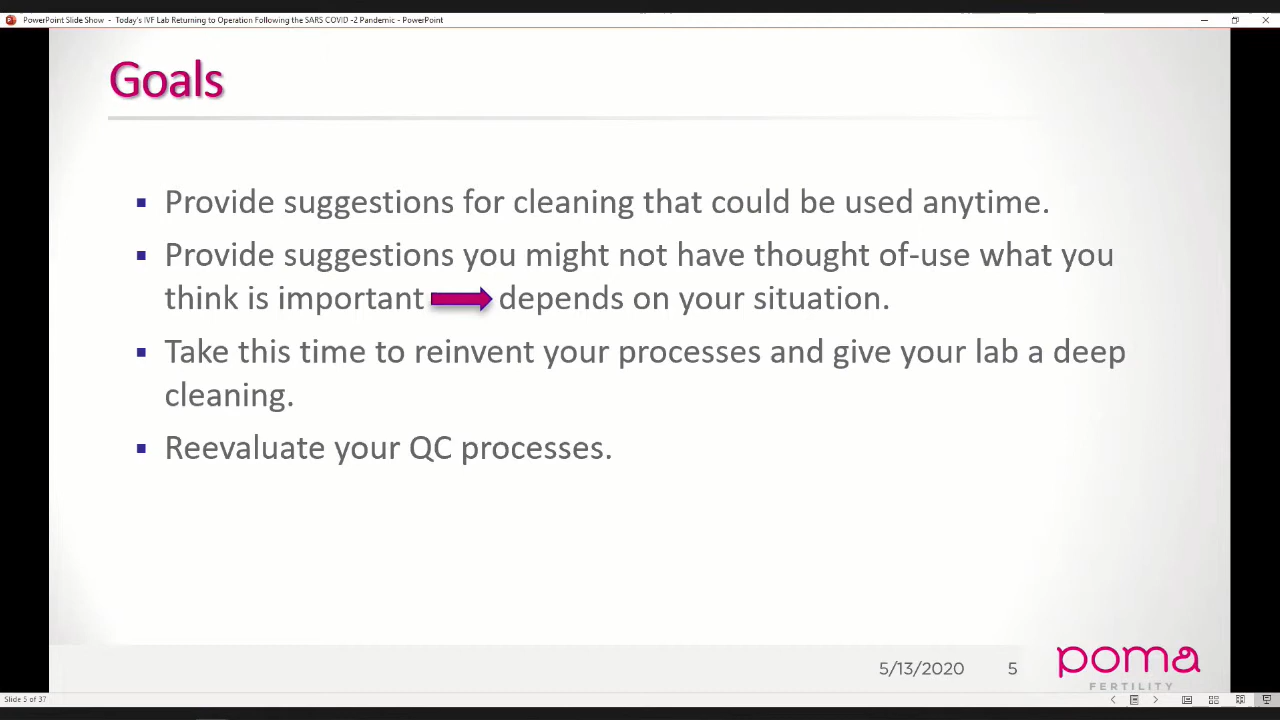 PowerPoint Slide Show - Today's IVF Lab Returning to Operation Following the SARS COVID -2 Pandemic - PowerPoint
Goals
▪ Provide suggestions for cleaning that could be used anytime.
▪ Provide suggestions you might not have thought of-use what you
think is important depends on your situation.
▪ Take this time to reinvent your processes and give your lab a deep
cleaning.
▪ Reevaluate your QC processes.
5/13/2020 5
poma
FERTILITY
Slide 5 of 37